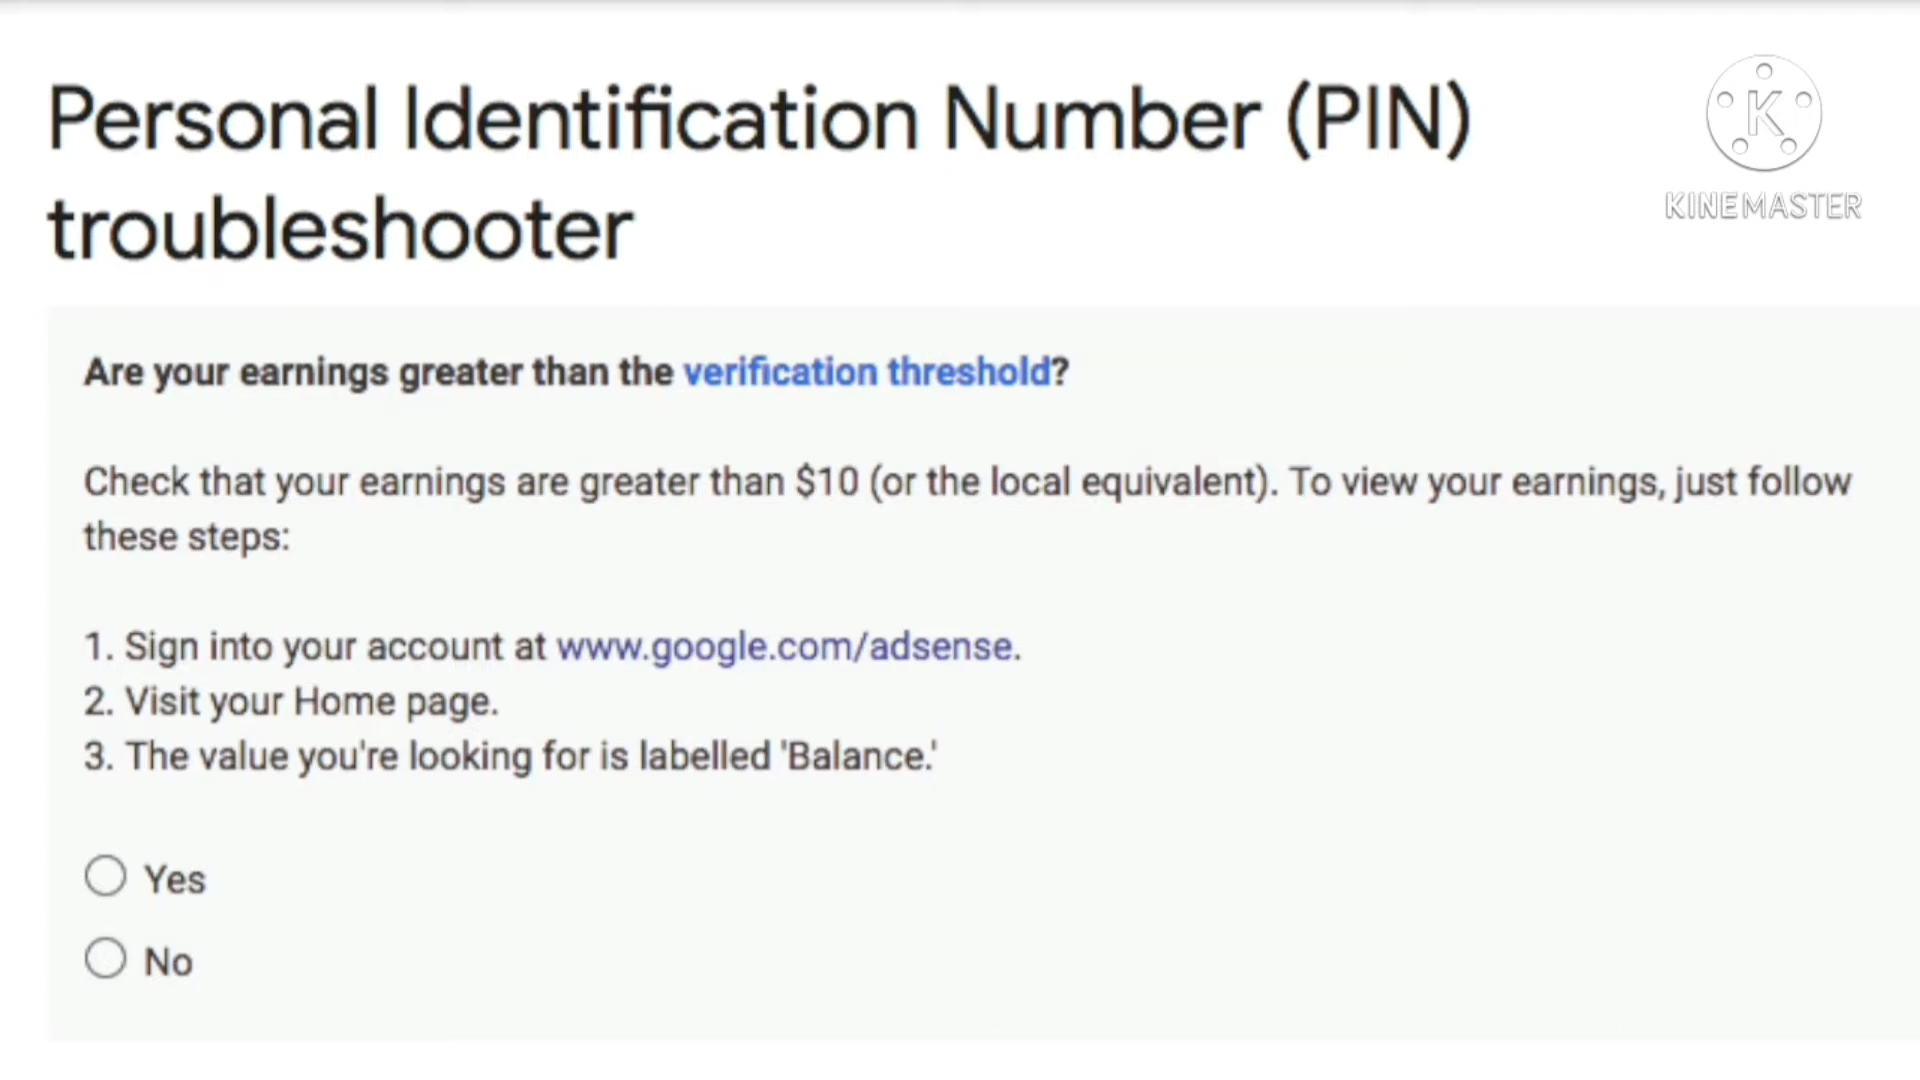 Personal Identification Number (PIN)
troubleshooter
K
KINEMASTER
Are your earnings greater than the verification threshold?
Check that your earnings are greater than $10 (or the local equivalent). To view your earnings, just follow
these steps:
1. Sign into your account at www.google.com/adsense.
2. Visit your Home page.
3. The value you're looking for is labelled 'Balance.'
Yes
No